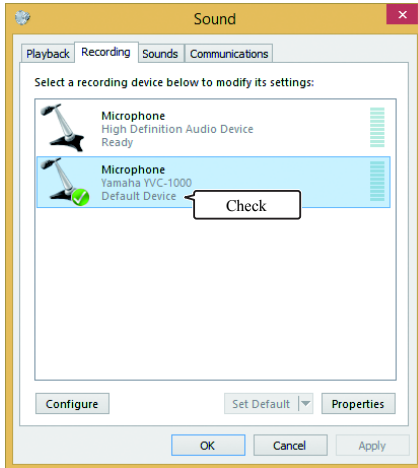 Sound
Playback Recording Sounds Communications
Select a recording device below to modify its settings:
Microphone
High Definition Audio Device
Ready
Microphone
Yamaha YVC-1000
Default Device
Check
Configure Set Default Properties
OK Cancel Apply